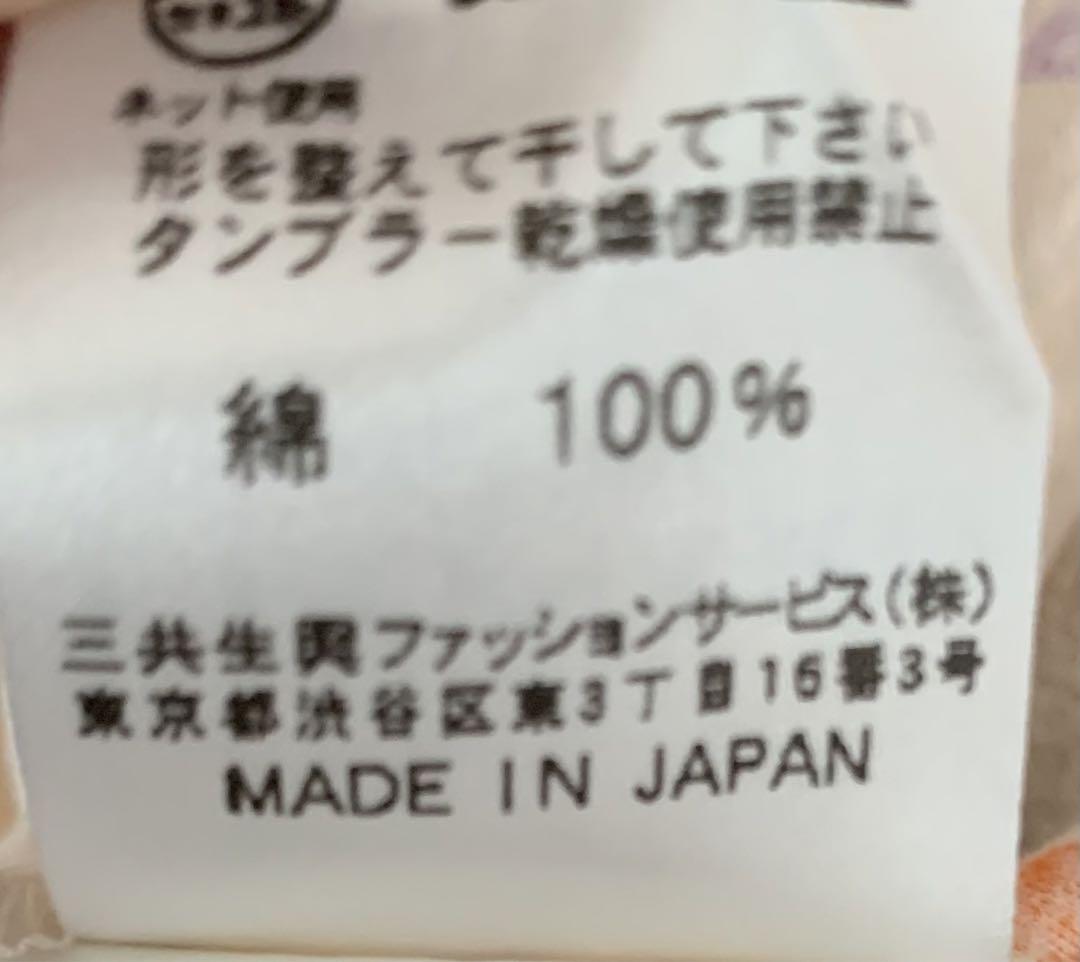 ネット使用
形を整えて干して下さい
タンブラー乾燥使用禁止
綿 100%
三共生興ファッションサービス(株)
東京都渋谷区東3丁目16番3号
MADE IN JAPAN